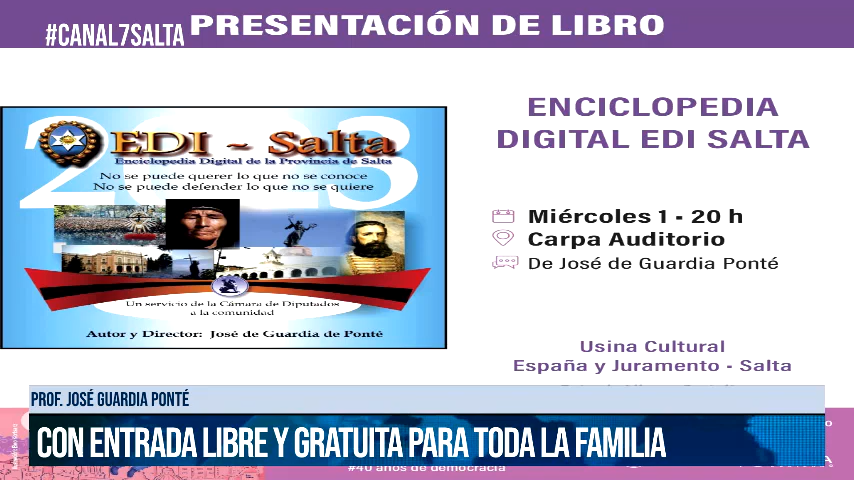 #CANAL7SALTA
PRESENTACIÓN DE LIBRO
2013
EDI ~ Salta
Enciclopedia Digital de la Provincia de Salta
No se puede querer lo que no se conoce
No se puede defender lo que no se quiere
Un servicio de la Cámara de Diputados
a la comunidad
Autor y Director: José de Guardia de Ponté
ENCICLOPEDIA
DIGITAL EDI SALTA
Miércoles 1 - 20 h
Carpa Auditorio
De José de Guardia Ponté
Usina Cultural
España y Juramento - Salta
PROF. JOSÉ GUARDIA PONTÉ
CON ENTRADA LIBRE Y GRATUITA PARA TODA LA FAMILIA
#40 años de democracia